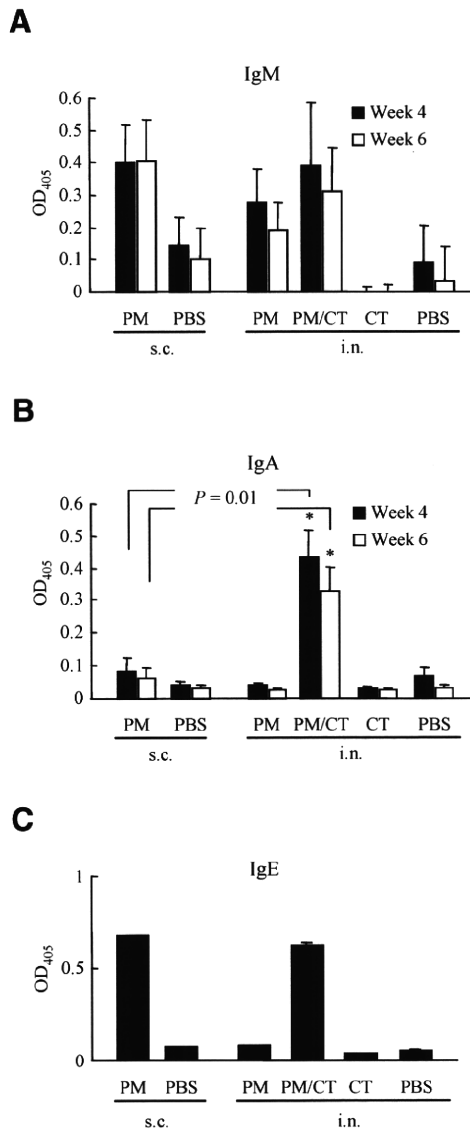 A
IgM
0.6
0.5
0.4
0.3
0.2
0.1
0
OD405
Week 4
Week 6
PM PBS PM PM/CT CT PBS
s.c. i.n.
B
IgA
P = 0.01
0.6
0.5
0.4
0.3
0.2
0.1
0
OD405
* *
Week 4
Week 6
PM PBS PM PM/CT CT PBS
s.c. i.n.
C
IgE
1
0.5
0
OD405
PM PBS PM PM/CT CT PBS
s.c. i.n.